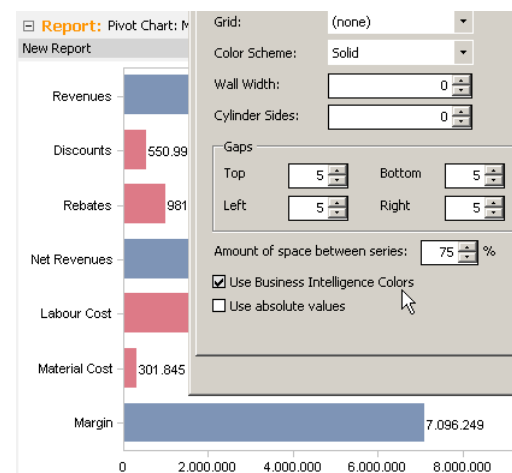 Report: Pivot Chart:
New Report
Revenues
Discounts
550.99
Rebates
981
Net Revenues
Labour Cost
Material Cost
301.845
Margin
7.096.249
0
2.000.000
4.000.000
6.000.000
8.000.000
Grid:
(none)
Color Scheme:
Solid
Wall Width:
0
Cylinder Sides:
0
Gaps
Top
5
Bottom
5
Left
5
Right
5
Amount of space between series:
75
%
Use Business Intelligence Colors
Use absolute values